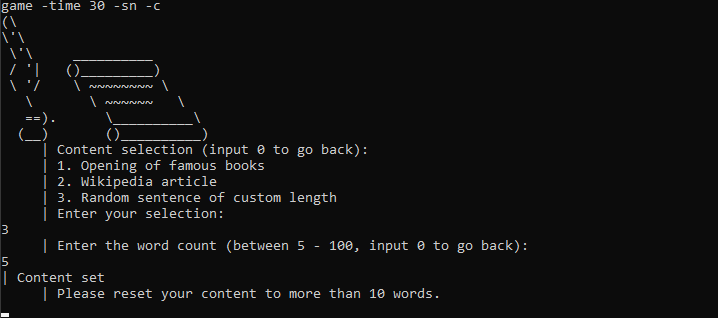 game -time 30 -sn -c
(\
\'\
 \'\     __________
 / '|   ()_________)
 \ '/    \ ~~~~~~~~ \
   \       \ ~~~~~~   \
   ==).      \__________\
  (__)       ()__________)
| Content selection (input 0 to go back):
| 1. Opening of famous books
| 2. Wikipedia article
| 3. Random sentence of custom length
| Enter your selection:
3
| Enter the word count (between 5 - 100, input 0 to go back):
5
| Content set
| Please reset your content to more than 10 words.